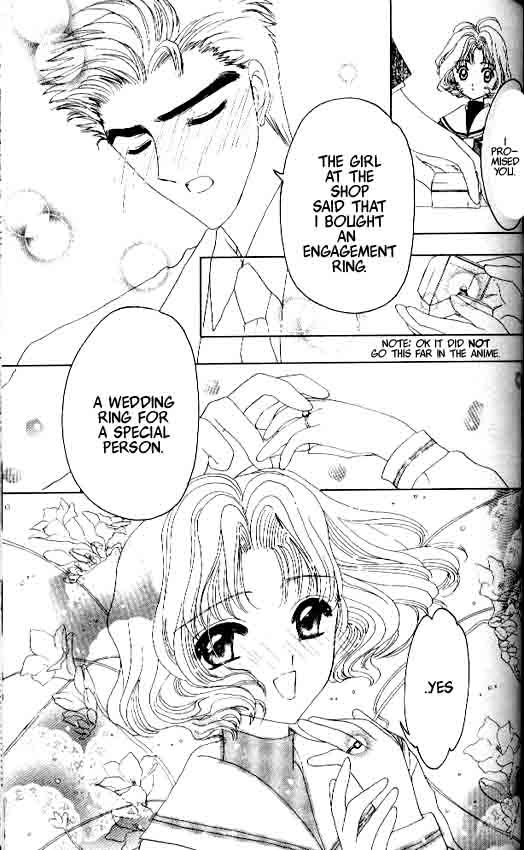 I
PRO-
MISED
YOU.
THE GIRL
AT THE
SHOP
SAID THAT
I BOUGHT
AN
ENGAGEMENT
RING.
NOTE: OK IT DID NOT
GO THIS FAR IN THE ANIME.
A WEDDING
RING FOR
A SPECIAL
PERSON.
.YES